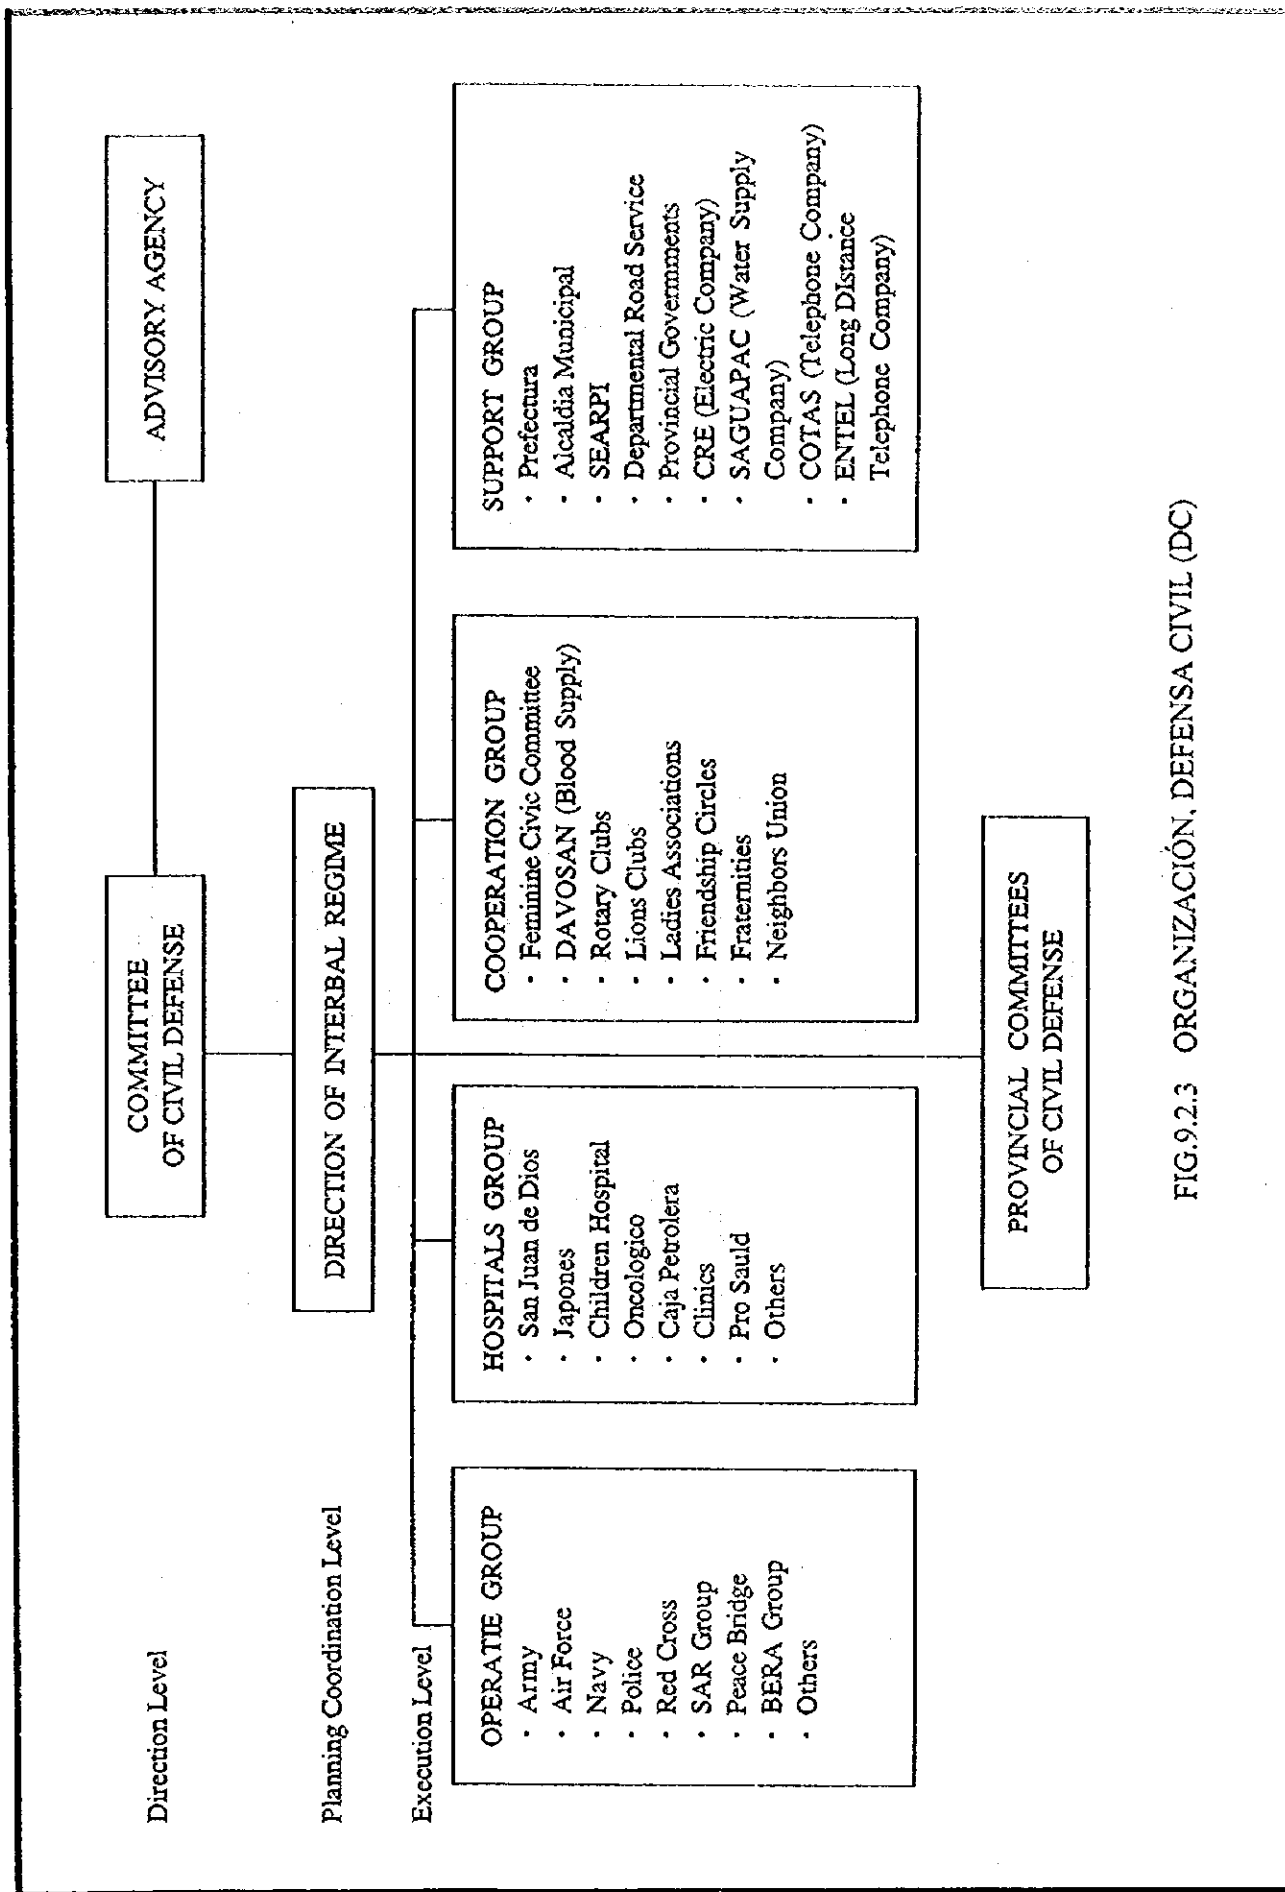 Direction Level
COMMITTEE
OF CIVIL DEFENSE
ADVISORY AGENCY
Planning Coordination Level
DIRECTION OF INTERBAL REGIME
Execution Level
OPERATIE GROUP
· Army
· Air Force
· Navy
· Police
· Red Cross
· SAR Group
· Peace Bridge
· BERA Group
· Others
HOSPITALS GROUP
· San Juan de Dios
· Japones
· Children Hospital
· Oncologico
· Caja Petrolera
· Clinics
· Pro Sauld
· Others
COOPERATION GROUP
· Feminine Civic Committee
· DAVOSAN (Blood Supply)
· Rotary Clubs
· Lions Clubs
· Ladies Associations
· Friendship Circles
· Fraternities
· Neighbors Union
SUPPORT GROUP
· Prefectura
· Alcaldia Municipal
· SEARPI
· Departmental Road Service
· Provincial Governments
· CRE (Electric Company)
· SAGUAPAC (Water Supply
Company)
· COTAS (Telephone Company)
· ENTEL (Long DIstance
Telephone Company)
PROVINCIAL COMMITTEES
OF CIVIL DEFENSE
FIG.9.2.3 ORGANIZACIÓN, DEFENSA CIVIL (DC)